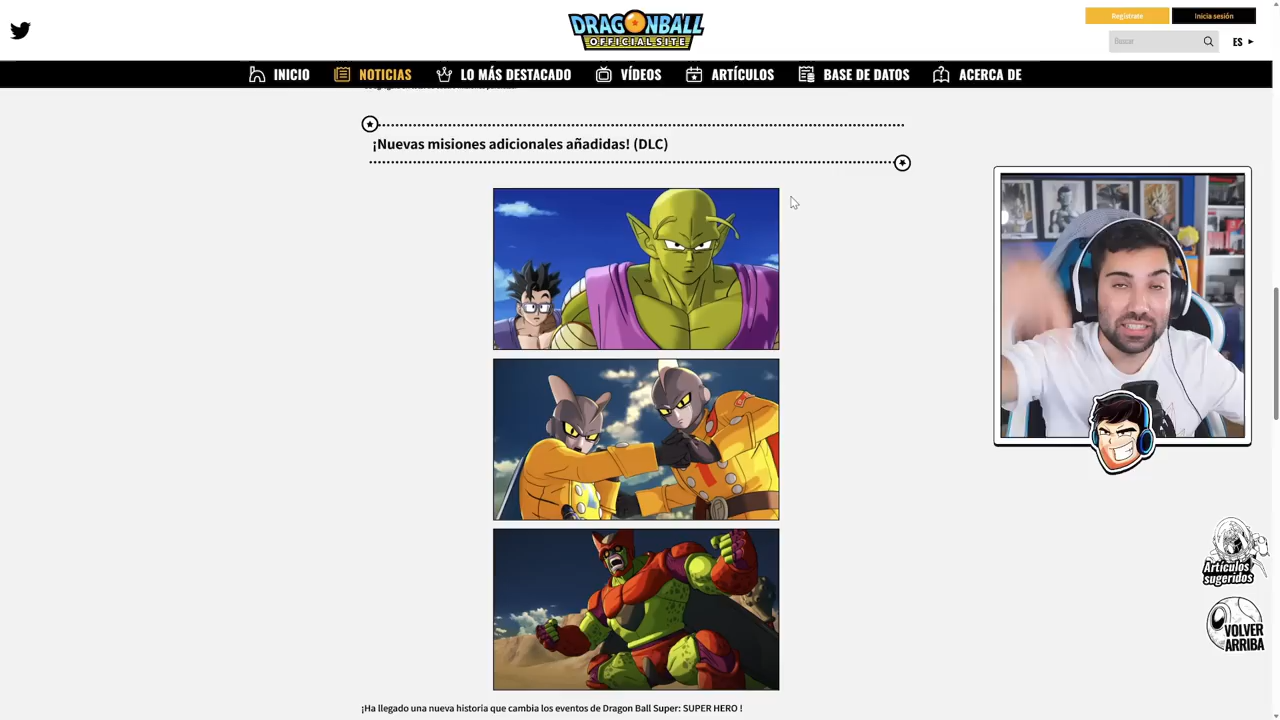 DRAGONBALL
OFFICIAL SITE
Regístrate
Inicia sesión
Buscar
ES
INICIO
NOTICIAS
LO MÁS DESTACADO
VÍDEOS
ARTÍCULOS
BASE DE DATOS
ACERCA DE
¡Nuevas misiones adicionales añadidas! (DLC)
Artículos
sugeridos
VOLVER
ARRIBA
¡Ha llegado una nueva historia que cambia los eventos de Dragon Ball Super: SUPER HERO !